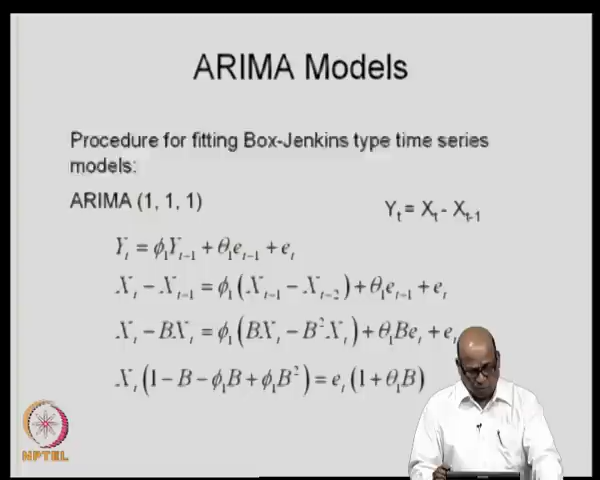 ARIMA Models
Procedure for fitting Box-Jenkins type time series
models:
ARIMA (1, 1, 1)
Yₜ = Xₜ - Xₜ₋₁
Yₜ = ϕ₁Yₜ₋₁ + θ₁eₜ₋₁ + eₜ
Xₜ − Xₜ₋₁ = ϕ₁(Xₜ₋₁ − Xₜ₋₂) + θ₁eₜ₋₁ + eₜ
Xₜ − BXₜ = ϕ₁(BXₜ − B²Xₜ) + θ₁Beₜ + eₜ
Xₜ(1 − B − ϕ₁B + ϕ₁B²) = eₜ(1 + θ₁B)
NPTEL